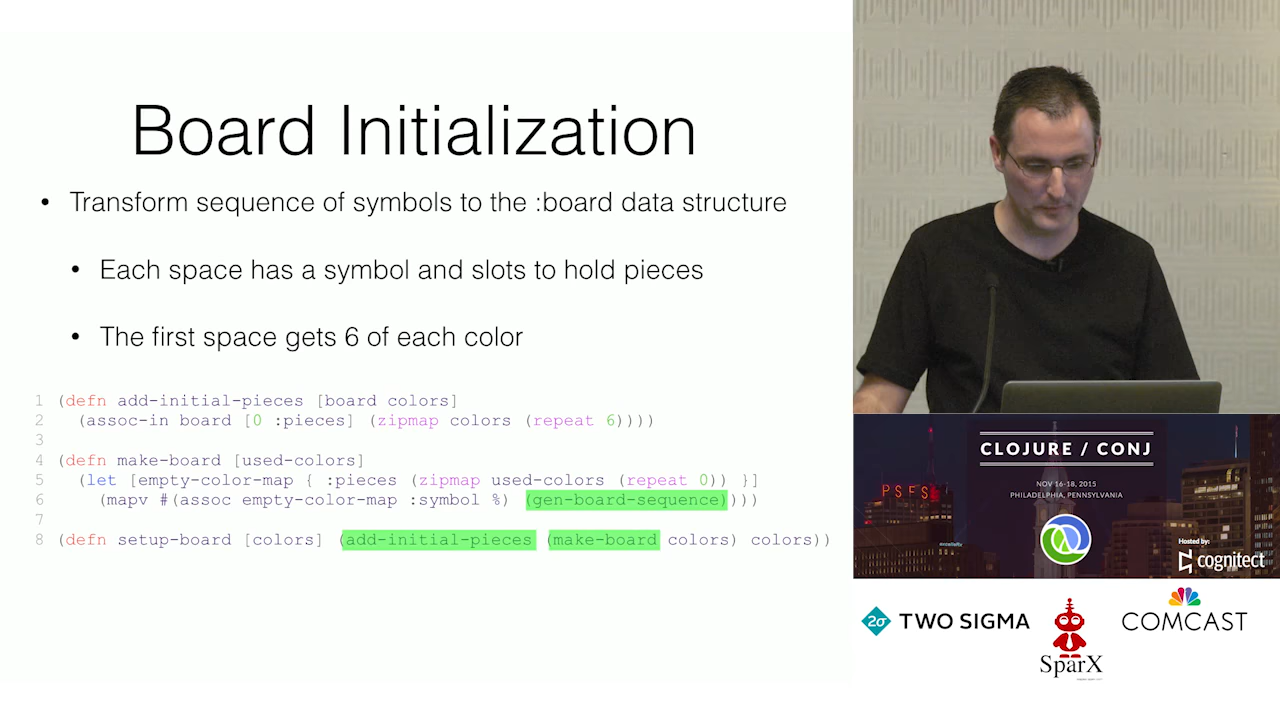 Board Initialization
• Transform sequence of symbols to the :board data structure
• Each space has a symbol and slots to hold pieces
• The first space gets 6 of each color
1 (defn add-initial-pieces [board colors]
2 (assoc-in board [0 :pieces] (zipmap colors (repeat 6))))
3
4 (defn make-board [used-colors]
5 (let [empty-color-map { :pieces (zipmap used-colors (repeat 0)) }]
6 (mapv #(assoc empty-color-map :symbol %) (gen-board-sequence))))
7
8 (defn setup-board [colors] (add-initial-pieces (make-board colors) colors))
CLOJURE / CONJ
NOV 16-18, 2015
PHILADELPHIA, PENNSYLVANIA
PSFS
Hosted by:
cognitect
2σ TWO SIGMA
COMCAST
SparX